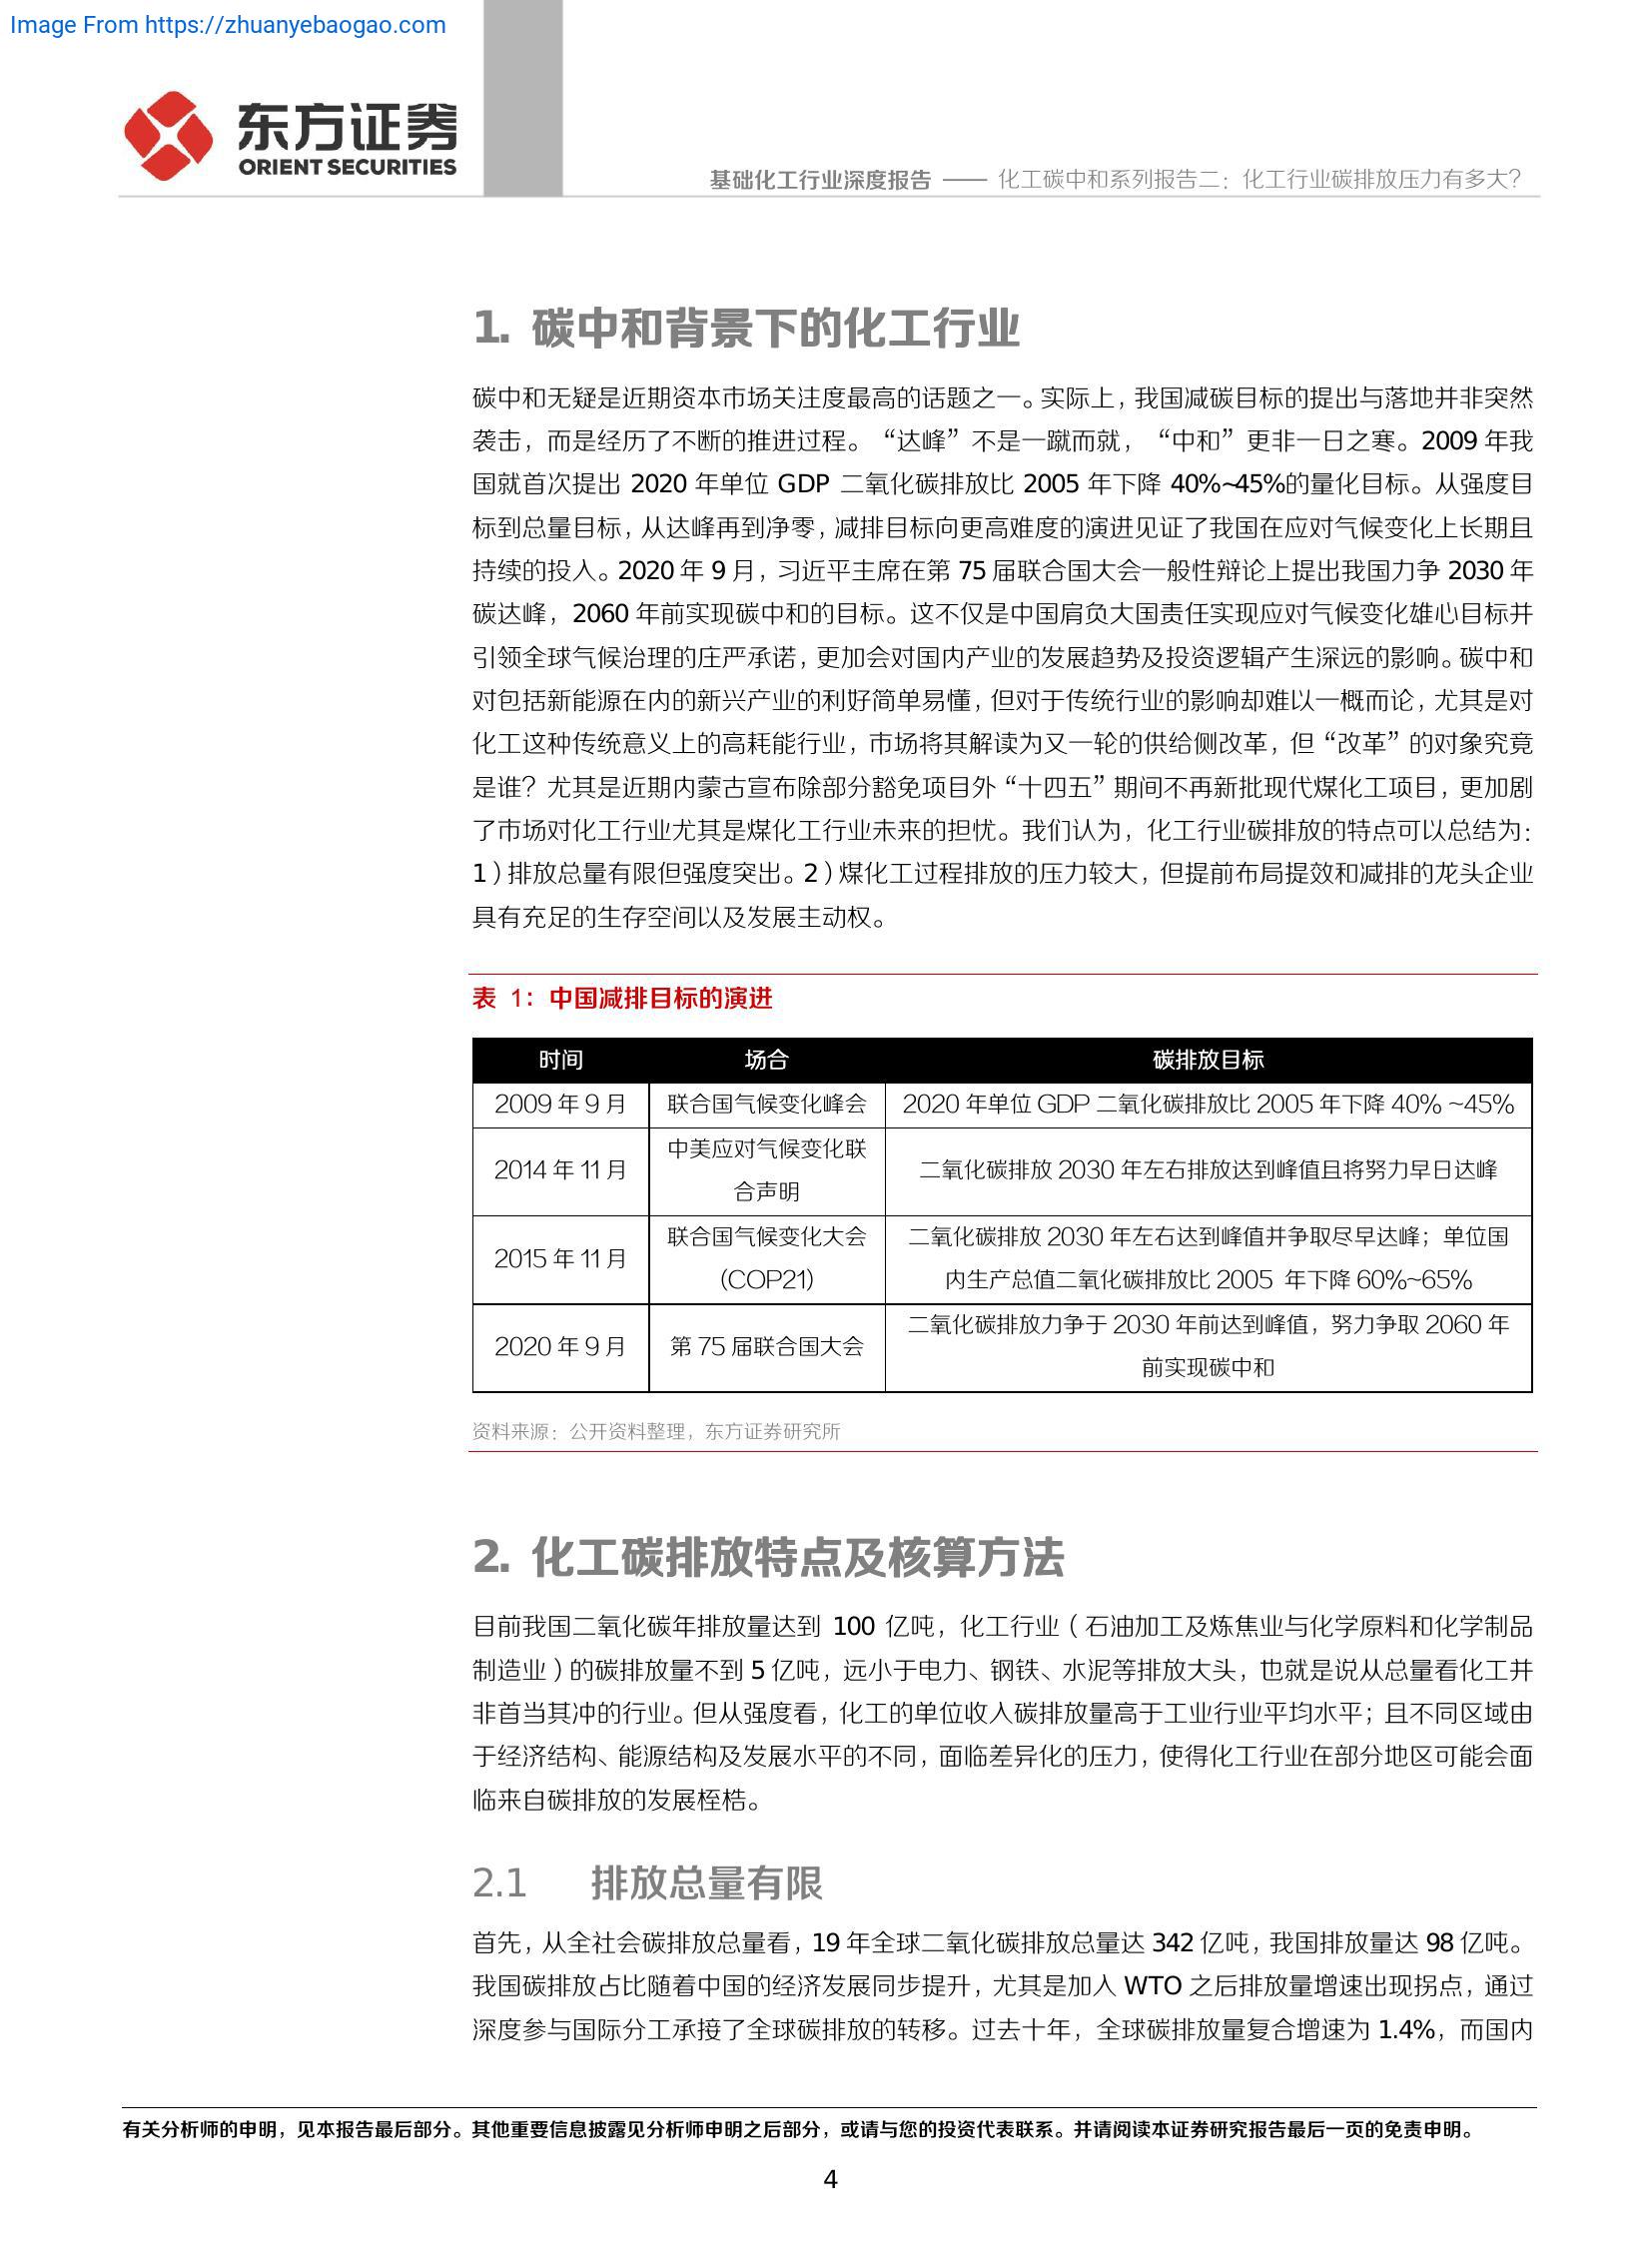 Image From https://zhuanyebaogao.com
东方证券
ORIENT SECURITIES
基础化工行业深度报告 —— 化工碳中和系列报告二：化工行业碳排放压力有多大？
1. 碳中和背景下的化工行业
碳中和无疑是近期资本市场关注度最高的话题之一。实际上，我国减碳目标的提出与落地并非突然
袭击，而是经历了不断的推进过程。“达峰”不是一蹴而就，“中和”更非一日之寒。2009 年我
国就首次提出 2020 年单位 GDP 二氧化碳排放比 2005 年下降 40%~45%的量化目标。从强度目
标到总量目标，从达峰再到净零，减排目标向更高难度的演进见证了我国在应对气候变化上长期且
持续的投入。2020 年 9 月，习近平主席在第 75 届联合国大会一般性辩论上提出我国力争 2030 年
碳达峰，2060 年前实现碳中和的目标。这不仅是中国肩负大国责任实现应对气候变化雄心目标并
引领全球气候治理的庄严承诺，更加会对国内产业的发展趋势及投资逻辑产生深远的影响。碳中和
对包括新能源在内的新兴产业的利好简单易懂，但对于传统行业的影响却难以一概而论，尤其是对
化工这种传统意义上的高耗能行业，市场将其解读为又一轮的供给侧改革，但“改革”的对象究竟
是谁？尤其是近期内蒙古宣布除部分豁免项目外“十四五”期间不再新批现代煤化工项目，更加剧
了市场对化工行业尤其是煤化工行业未来的担忧。我们认为，化工行业碳排放的特点可以总结为：
1）排放总量有限但强度突出。2）煤化工过程排放的压力较大，但提前布局提效和减排的龙头企业
具有充足的生存空间以及发展主动权。
表 1：中国减排目标的演进
时间 场合 碳排放目标
2009 年 9 月 联合国气候变化峰会 2020 年单位 GDP 二氧化碳排放比 2005 年下降 40% ~45%
2014 年 11 月 中美应对气候变化联
合声明 二氧化碳排放 2030 年左右排放达到峰值且将努力早日达峰
2015 年 11 月 联合国气候变化大会
(COP21) 二氧化碳排放 2030 年左右达到峰值并争取尽早达峰；单位国
内生产总值二氧化碳排放比 2005 年下降 60%~65%
2020 年 9 月 第 75 届联合国大会 二氧化碳排放力争于 2030 年前达到峰值，努力争取 2060 年
前实现碳中和
资料来源：公开资料整理，东方证券研究所
2. 化工碳排放特点及核算方法
目前我国二氧化碳年排放量达到 100 亿吨，化工行业（石油加工及炼焦业与化学原料和化学制品
制造业）的碳排放量不到 5 亿吨，远小于电力、钢铁、水泥等排放大头，也就是说从总量看化工并
非首当其冲的行业。但从强度看，化工的单位收入碳排放量高于工业行业平均水平；且不同区域由
于经济结构、能源结构及发展水平的不同，面临差异化的压力，使得化工行业在部分地区可能会面
临来自碳排放的发展桎梏。
2.1 排放总量有限
首先，从全社会碳排放总量看，19 年全球二氧化碳排放总量达 342 亿吨，我国排放量达 98 亿吨。
我国碳排放占比随着中国的经济发展同步提升，尤其是加入 WTO 之后排放量增速出现拐点，通过
深度参与国际分工承接了全球碳排放的转移。过去十年，全球碳排放量复合增速为 1.4%，而国内
有关分析师的申明，见本报告最后部分。其他重要信息披露见分析师申明之后部分，或请与您的投资代表联系。并请阅读本证券研究报告最后一页的免责申明。
4